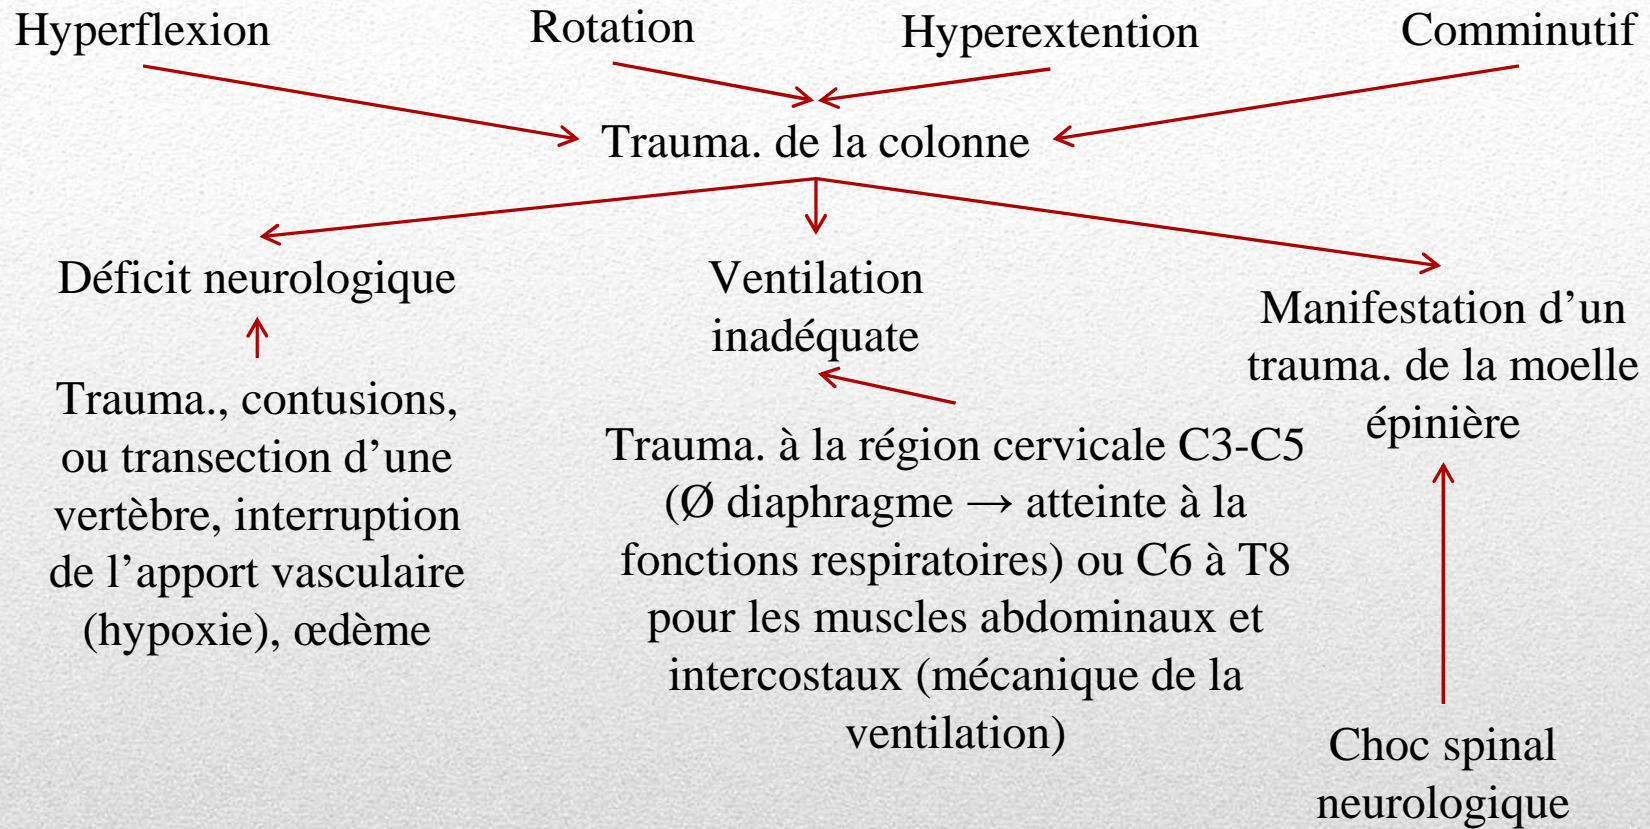 Hyperflexion
Rotation
Hyperextention
Comminutif
Trauma. de la colonne
Déficit neurologique
Trauma., contusions,
ou transection d’une
vertèbre, interruption
de l’apport vasculaire
(hypoxie), œdème
Ventilation
inadéquate
Trauma. à la région cervicale C3-C5
(Ø diaphragme → atteinte à la
fonctions respiratoires) ou C6 à T8
pour les muscles abdominaux et
intercostaux (mécanique de la
ventilation)
Manifestation d’un
trauma. de la moelle
épinière
Choc spinal
neurologique